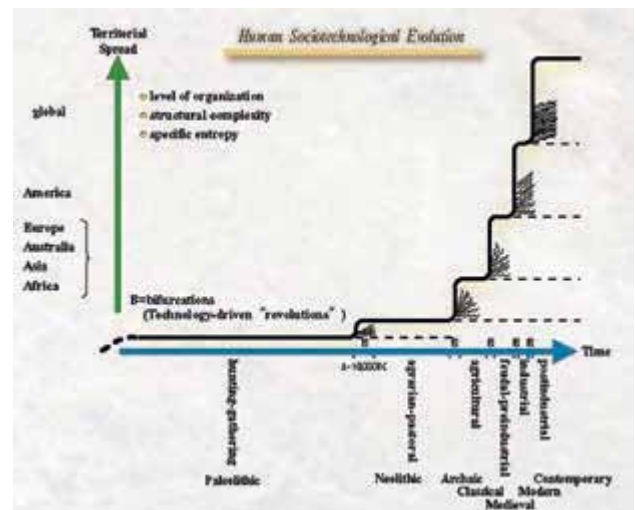 Human Sociotechnological Evolution
Territorial
Spread
level of organization
structural complexity
specific entropy
global
America
Europe
Australia
Asia
Africa
B=bifurcations
(Technology-driven "revolutions")
Time
hunting-gathering
agrarian-pastoral
agricultural
feudal-preindustrial
industrial
postindustrial
Paleolithic
Neolithic
Archaic
Classical
Medieval
Modern
Contemporary